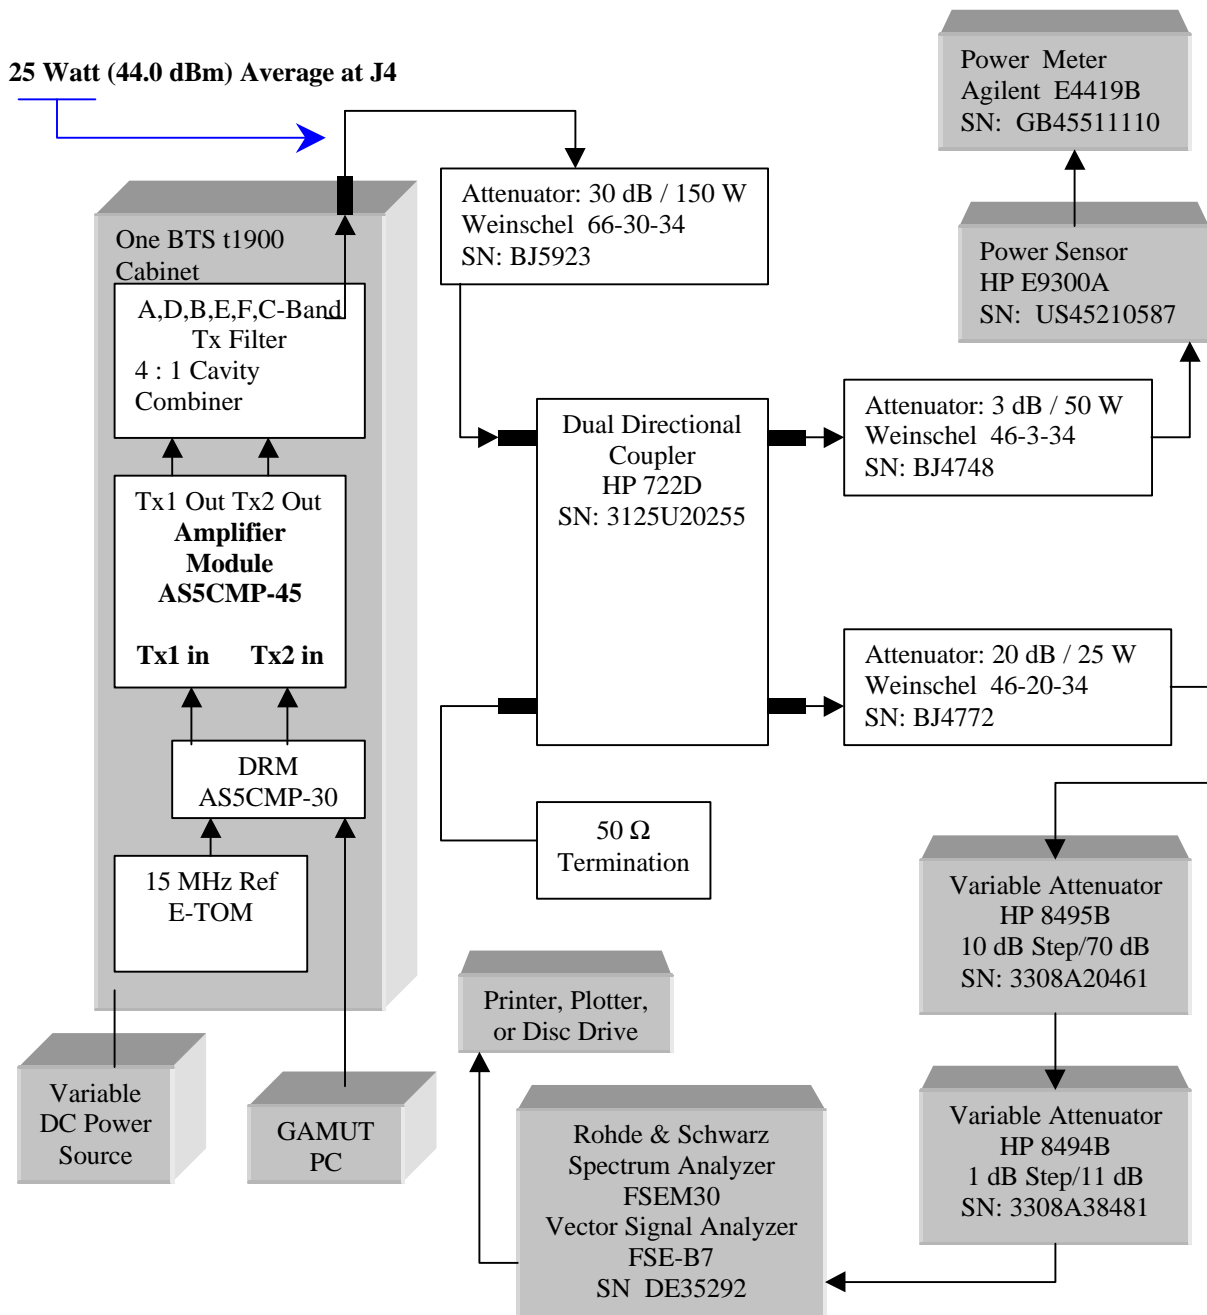 25 Watt (44.0 dBm) Average at J4
Power Meter
Agilent E4419B
SN: GB45511110
Attenuator: 30 dB / 150 W
Weinschel 66-30-34
SN: BJ5923
One BTS t1900
Cabinet
Power Sensor
HP E9300A
SN: US45210587
A,D,B,E,F,C-Band
Tx Filter
4 : 1 Cavity
Combiner
Dual Directional
Coupler
HP 722D
SN: 3125U20255
Attenuator: 3 dB / 50 W
Weinschel 46-3-34
SN: BJ4748
Tx1 Out Tx2 Out
Amplifier
Module
AS5CMP-45
Tx1 in Tx2 in
Attenuator: 20 dB / 25 W
Weinschel 46-20-34
SN: BJ4772
DRM
AS5CMP-30
50 Ω
Termination
15 MHz Ref
E-TOM
Variable Attenuator
HP 8495B
10 dB Step/70 dB
SN: 3308A20461
Printer, Plotter,
or Disc Drive
Variable
DC Power
Source
GAMUT
PC
Rohde & Schwarz
Spectrum Analyzer
FSEM30
Vector Signal Analyzer
FSE-B7
SN DE35292
Variable Attenuator
HP 8494B
1 dB Step/11 dB
SN: 3308A38481